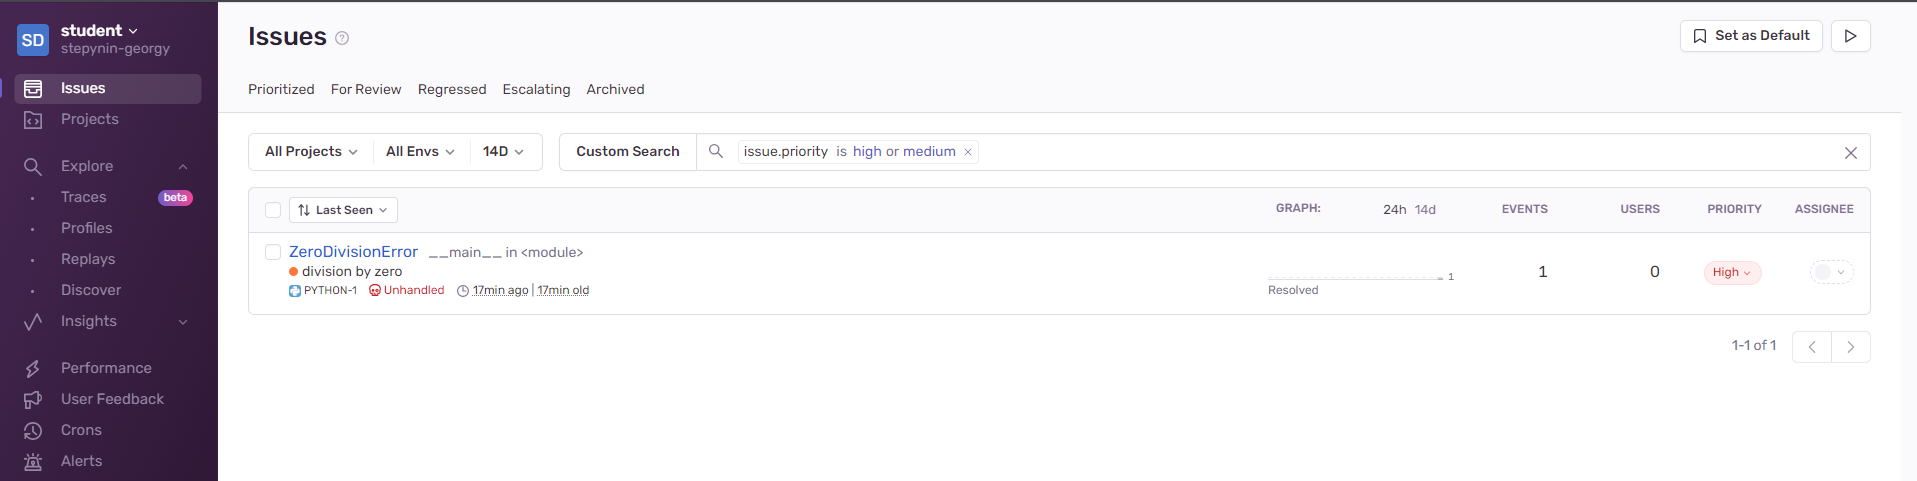 SD
student
stepynin-georgy
Issues
Projects
Explore
Traces beta
Profiles
Replays
Discover
Insights
Performance
User Feedback
Crons
Alerts
Issues ?
Set as Default
Prioritized For Review Regressed Escalating Archived
All Projects All Envs 14D Custom Search issue.priority is high or medium
Last Seen GRAPH: 24h 14d EVENTS USERS PRIORITY ASSIGNEE
ZeroDivisionError __main__ in <module>
division by zero
PYTHON-1 Unhandled 17min ago | 17min old
1
Resolved
1 0 High
1-1 of 1